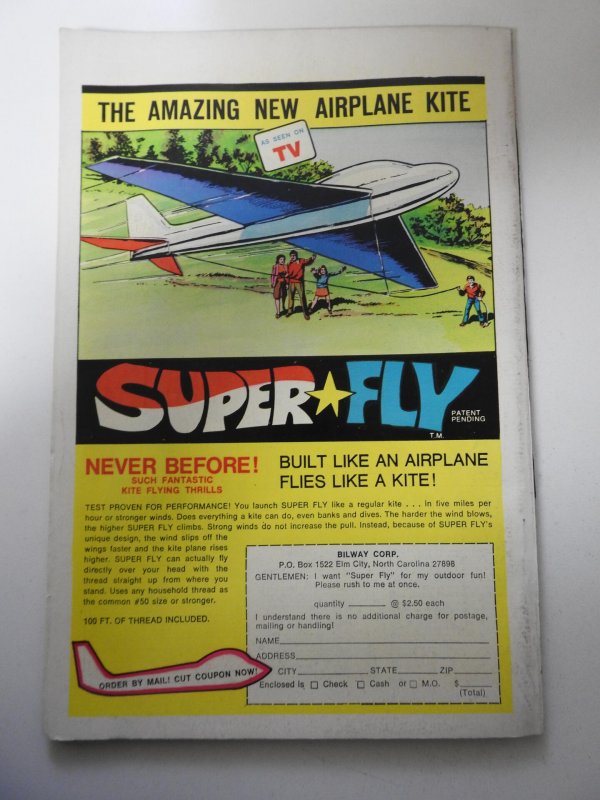 THE AMAZING NEW AIRPLANE KITE
AS SEEN ON
TV
SUPER FLY
PATENT
PENDING
T.M.
NEVER BEFORE!
SUCH FANTASTIC
KITE FLYING THRILLS
BUILT LIKE AN AIRPLANE
FLIES LIKE A KITE!
TEST PROVEN FOR PERFORMANCE! You launch SUPER FLY like a regular kite . . . In five miles per
hour or stronger winds. Does everything a kite can do, even banks and dives. The harder the wind blows,
the higher SUPER FLY climbs. Strong winds do not increase the pull. Instead, because of SUPER FLY's
unique design, the wind slips off the
wings faster and the kite plane rises
higher. SUPER FLY can actually fly
directly over your head with the
thread straight up from where you
stand. Uses any household thread as
the common #50 size or stronger.
100 FT. OF THREAD INCLUDED.
ORDER BY MAIL! CUT COUPON NOW!
BILWAY CORP.
P.O. Box 1522 Elm City, North Carolina 27898
GENTLEMEN: I want "Super Fly" for my outdoor fun!
Please rush to me at once.
quantity ________ @ $2.50 each
I understand there is no additional charge for postage,
mailing or handling!
NAME
ADDRESS
CITY STATE ZIP
Enclosed is □ Check □ Cash or □ M.O. $
(Total)